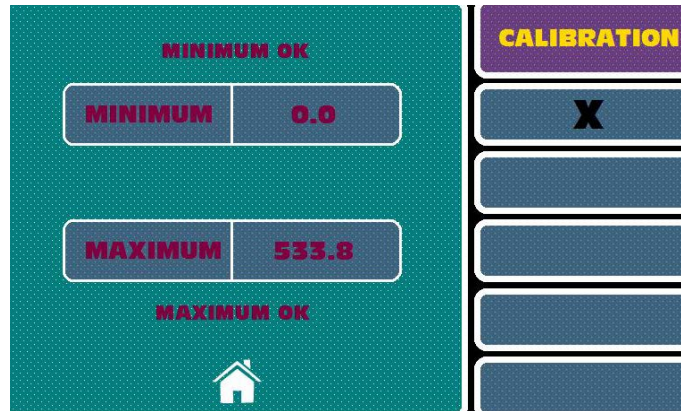 MINIMUM OK
MINIMUM 0.0
MAXIMUM 533.8
MAXIMUM OK
CALIBRATION
X